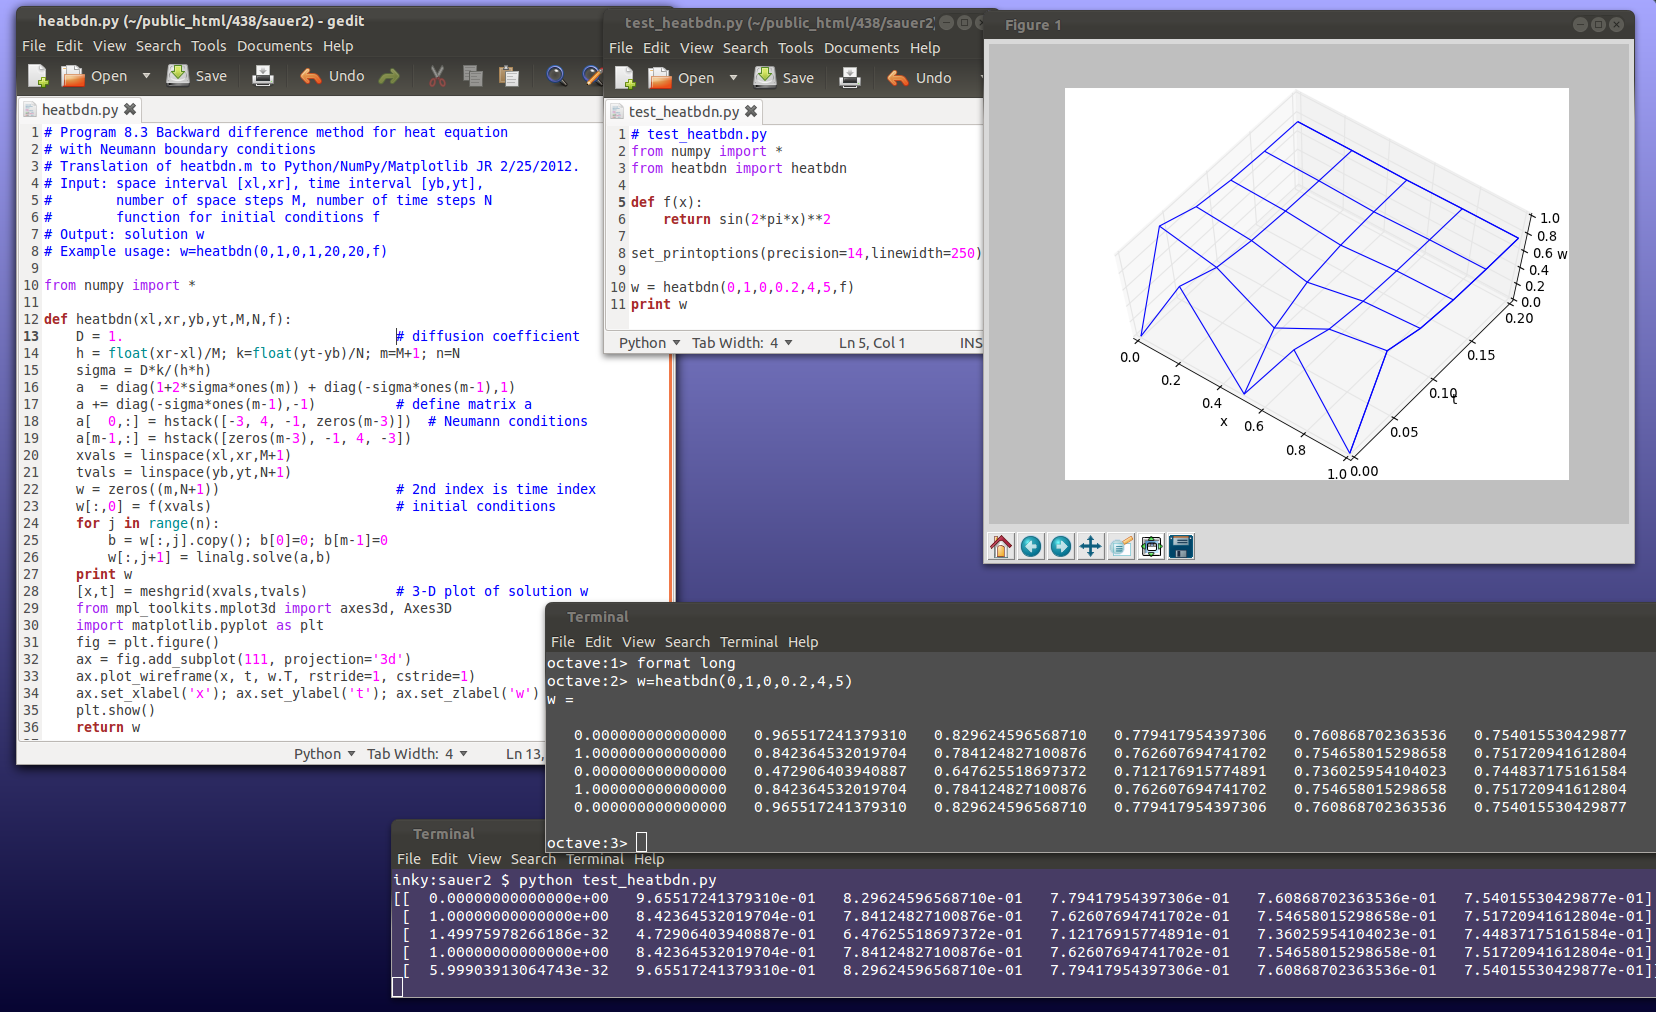 heatbdn.py (~/public_html/438/sauer2) - gedit
File Edit View Search Tools Documents Help
Open Save Undo
heatbdn.py
1 # Program 8.3 Backward difference method for heat equation
2 # with Neumann boundary conditions
3 # Translation of heatbdn.m to Python/NumPy/Matplotlib JR 2/25/2012.
4 # Input: space interval [xl,xr], time interval [yb,yt],
5 #        number of space steps M, number of time steps N
6 #        function for initial conditions f
7 # Output: solution w
8 # Example usage: w=heatbdn(0,1,0,1,20,20,f)
9
10 from numpy import *
11
12 def heatbdn(xl,xr,yb,yt,M,N,f):
13     D = 1.                                  # diffusion coefficient
14     h = float(xr-xl)/M; k=float(yt-yb)/N; m=M+1; n=N
15     sigma = D*k/(h*h)
16     a  = diag(1+2*sigma*ones(m)) + diag(-sigma*ones(m-1),1)
17     a += diag(-sigma*ones(m-1),-1)          # define matrix a
18     a[  0,:] = hstack([-3, 4, -1, zeros(m-3)])  # Neumann conditions
19     a[m-1,:] = hstack([zeros(m-3), -1, 4, -3])
20     xvals = linspace(xl,xr,M+1)
21     tvals = linspace(yb,yt,N+1)
22     w = zeros((m,N+1))                      # 2nd index is time index
23     w[:,0] = f(xvals)                       # initial conditions
24     for j in range(n):
25         b = w[:,j].copy(); b[0]=0; b[m-1]=0
26         w[:,j+1] = linalg.solve(a,b)
27     print w
28     [x,t] = meshgrid(xvals,tvals)           # 3-D plot of solution w
29     from mpl_toolkits.mplot3d import axes3d, Axes3D
30     import matplotlib.pyplot as plt
31     fig = plt.figure()
32     ax = fig.add_subplot(111, projection='3d')
33     ax.plot_wireframe(x, t, w.T, rstride=1, cstride=1)
34     ax.set_xlabel('x'); ax.set_ylabel('t'); ax.set_zlabel('w')
35     plt.show()
36     return w
Python Tab Width: 4 Ln 13,
test_heatbdn.py (~/public_html/438/sauer2)
File Edit View Search Tools Documents Help
Open Save Undo
test_heatbdn.py
1 # test_heatbdn.py
2 from numpy import *
3 from heatbdn import heatbdn
4
5 def f(x):
6     return sin(2*pi*x)**2
7
8 set_printoptions(precision=14,linewidth=250)
9
10 w = heatbdn(0,1,0,0.2,4,5,f)
11 print w
Python Tab Width: 4 Ln 5, Col 1 INS
Figure 1
1.0
0.8
0.6 w
0.4
0.2
0.0
0.20
0.15
0.10
t
0.05
0.00
0.0
0.2
0.4
x
0.6
0.8
1.0
Terminal
File Edit View Search Terminal Help
octave:1> format long
octave:2> w=heatbdn(0,1,0,0.2,4,5)
w =
0.000000000000000   0.965517241379310   0.829624596568710   0.779417954397306   0.760868702363536   0.754015530429877
1.000000000000000   0.842364532019704   0.784124827100876   0.762607694741702   0.754658015298658   0.751720941612804
0.000000000000000   0.472906403940887   0.647625518697372   0.712176915774891   0.736025954104023   0.744837175161584
1.000000000000000   0.842364532019704   0.784124827100876   0.762607694741702   0.754658015298658   0.751720941612804
0.000000000000000   0.965517241379310   0.829624596568710   0.779417954397306   0.760868702363536   0.754015530429877
octave:3>
Terminal
File Edit View Search Terminal Help
inky:sauer2 $ python test_heatbdn.py
[[  0.00000000000000e+00   9.65517241379310e-01   8.29624596568710e-01   7.79417954397306e-01   7.60868702363536e-01   7.54015530429877e-01]
 [  1.00000000000000e+00   8.42364532019704e-01   7.84124827100876e-01   7.62607694741702e-01   7.54658015298658e-01   7.51720941612804e-01]
 [  1.49975978266186e-32   4.72906403940887e-01   6.47625518697372e-01   7.12176915774891e-01   7.36025954104023e-01   7.44837175161584e-01]
 [  1.00000000000000e+00   8.42364532019704e-01   7.84124827100876e-01   7.62607694741702e-01   7.54658015298658e-01   7.51720941612804e-01]
 [  5.99903913064743e-32   9.65517241379310e-01   8.29624596568710e-01   7.79417954397306e-01   7.60868702363536e-01   7.54015530429877e-01]]